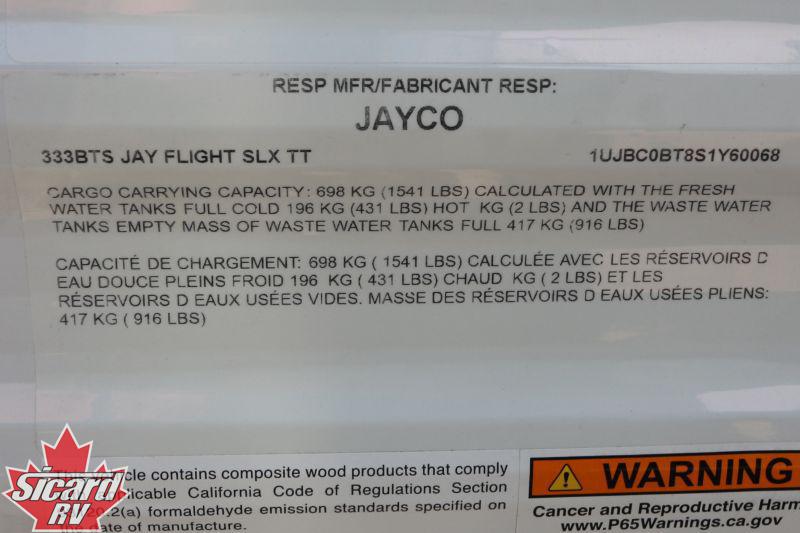 RESP MFR/FABRICANT RESP:
JAYCO
333BTS JAY FLIGHT SLX TT 1UJBC0BT8S1Y60068
CARGO CARRYING CAPACITY: 698 KG (1541 LBS) CALCULATED WITH THE FRESH
WATER TANKS FULL COLD 196 KG (431 LBS) HOT KG (2 LBS) AND THE WASTE WATER
TANKS EMPTY MASS OF WASTE WATER TANKS FULL 417 KG (916 LBS)
CAPACITÉ DE CHARGEMENT: 698 KG ( 1541 LBS) CALCULÉE AVEC LES RÉSERVOIRS D
EAU DOUCE PLEINS FROID 196 KG ( 431 LBS) CHAUD KG ( 2 LBS) ET LES
RÉSERVOIRS D EAUX USÉES VIDES. MASSE DES RÉSERVOIRS D EAUX USÉES PLIENS:
417 KG ( 916 LBS)
This vehicle contains composite wood products that comply
applicable California Code of Regulations Section
(a) formaldehyde emission standards specified on
the date of manufacture.
WARNING
Cancer and Reproductive Harm
www.P65Warnings.ca.gov
Sicard
RV